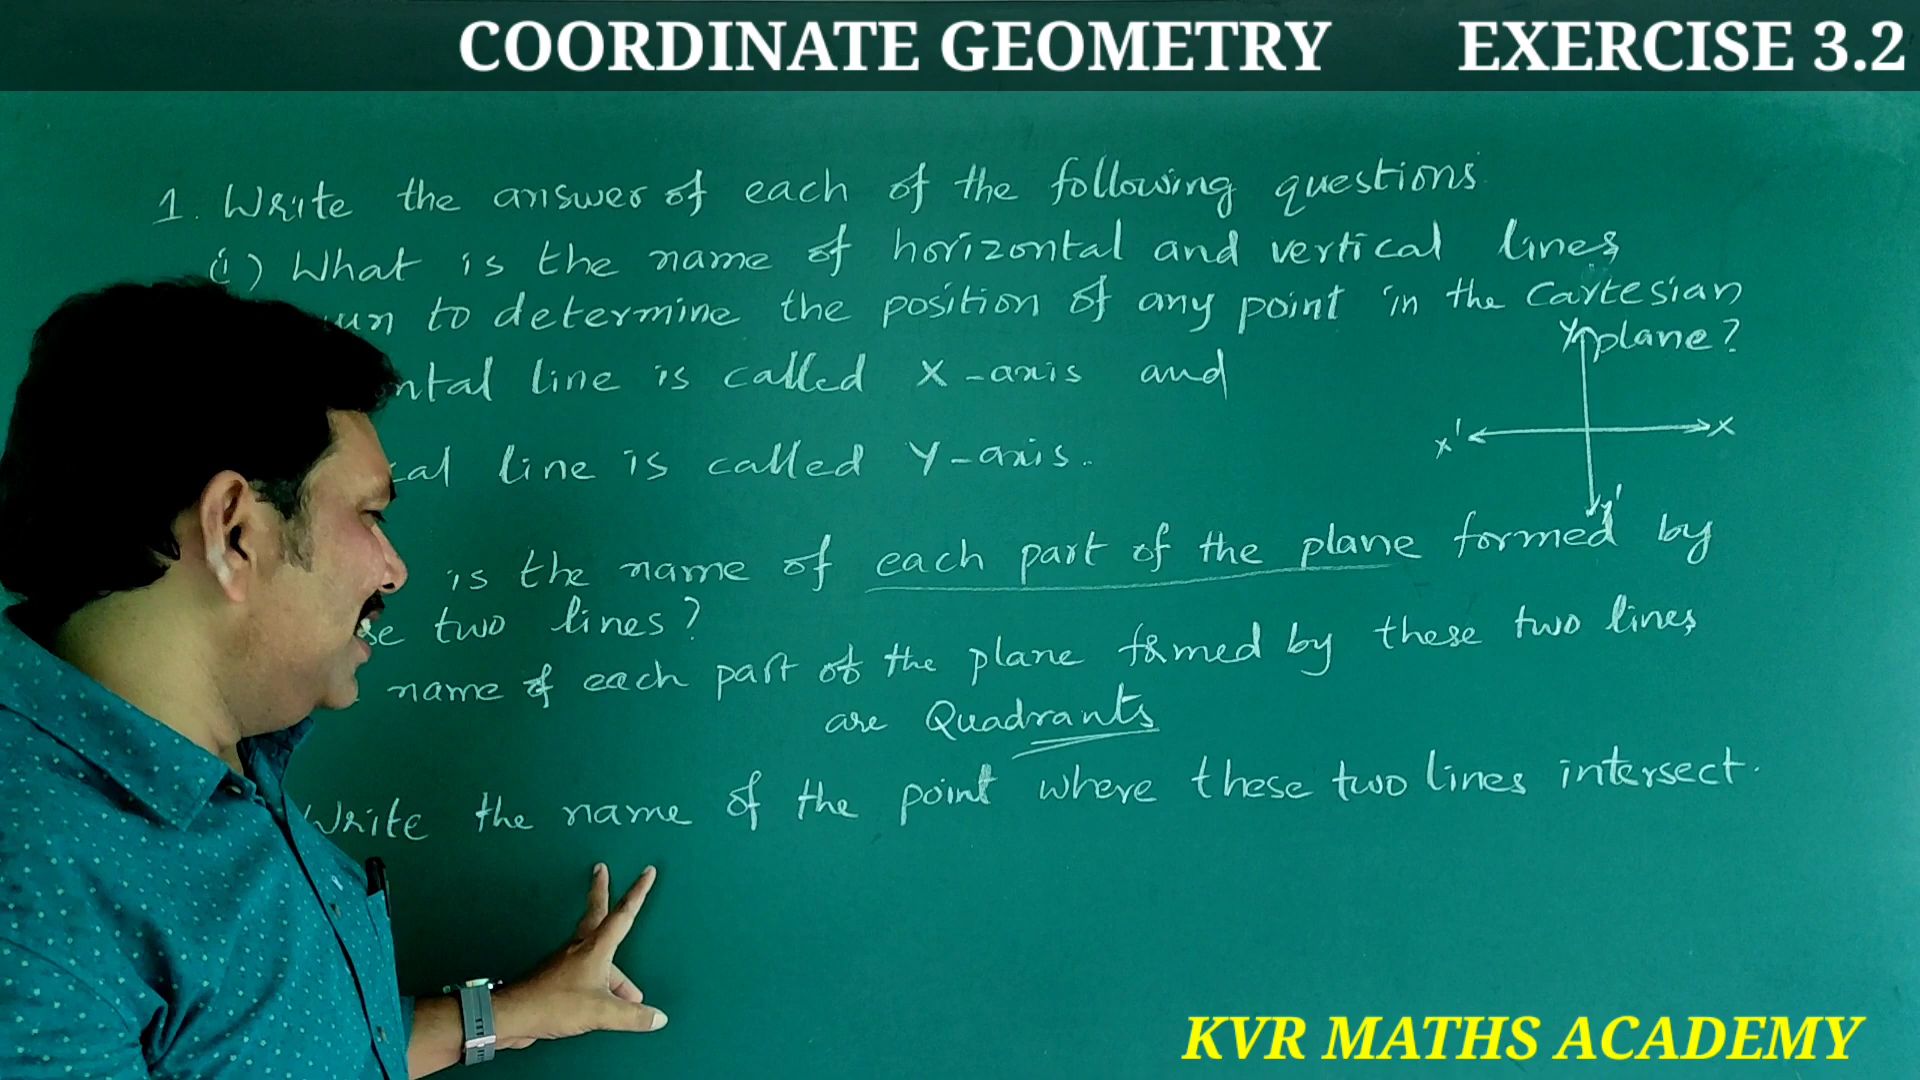 COORDINATE GEOMETRY EXERCISE 3.2
1. Write the answer of each of the following questions
(i) What is the name of horizontal and vertical lines
to determine the position of any point in the Cartesian
plane?
line is called X-axis and
line is called Y-axis.
Y
X' X
Y'
is the name of each part of the plane formed by
two lines?
name of each part of the plane formed by these two lines
are Quadrants
Write the name of the point where these two lines intersect.
KVR MATHS ACADEMY